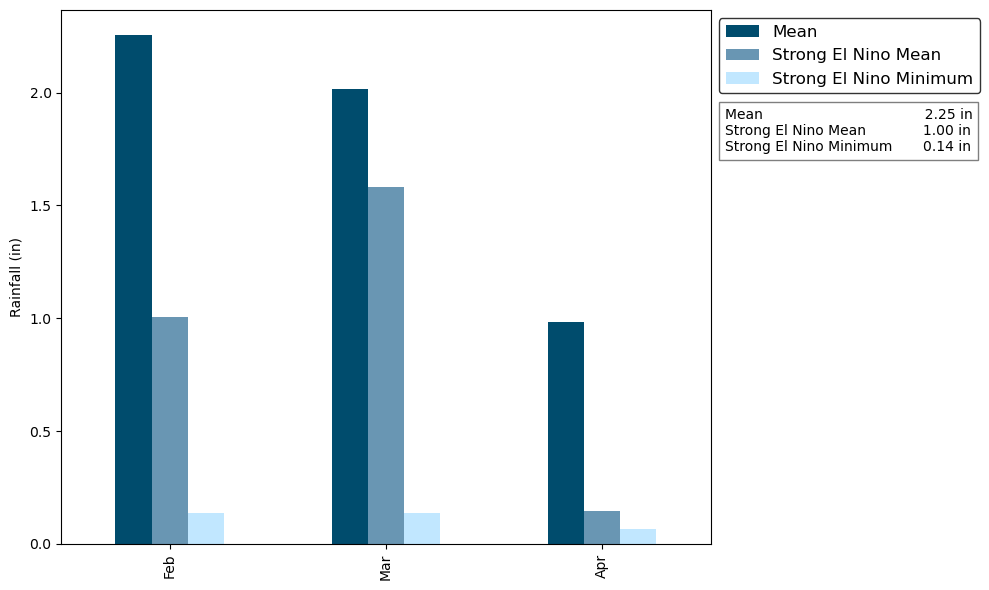 Mean
Strong El Nino Mean
Strong El Nino Minimum
Mean 2.25 in
Strong El Nino Mean 1.00 in
Strong El Nino Minimum 0.14 in
Rainfall (in)
2.0
1.5
1.0
0.5
0.0
Feb
Mar
Apr